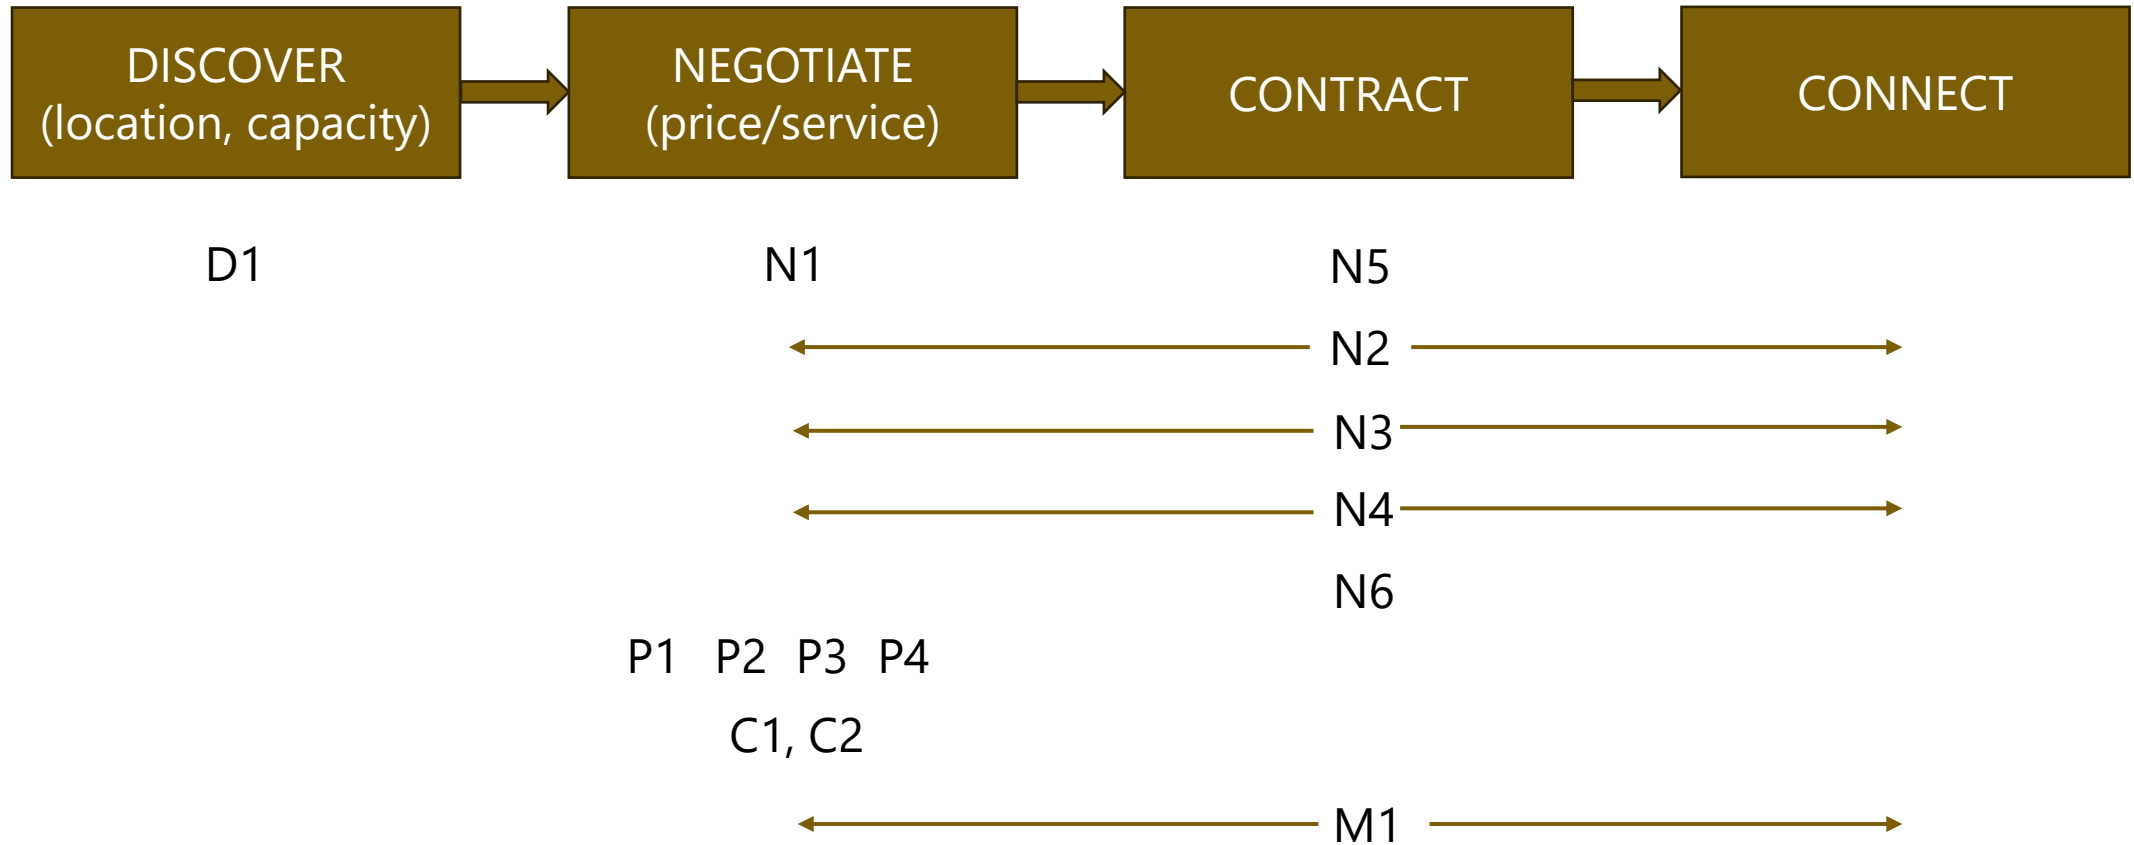 DISCOVER
(location, capacity)
NEGOTIATE
(price/service)
CONTRACT
CONNECT
D1
N1
N5
N2
N3
N4
N6
P1 P2 P3 P4
C1, C2
M1